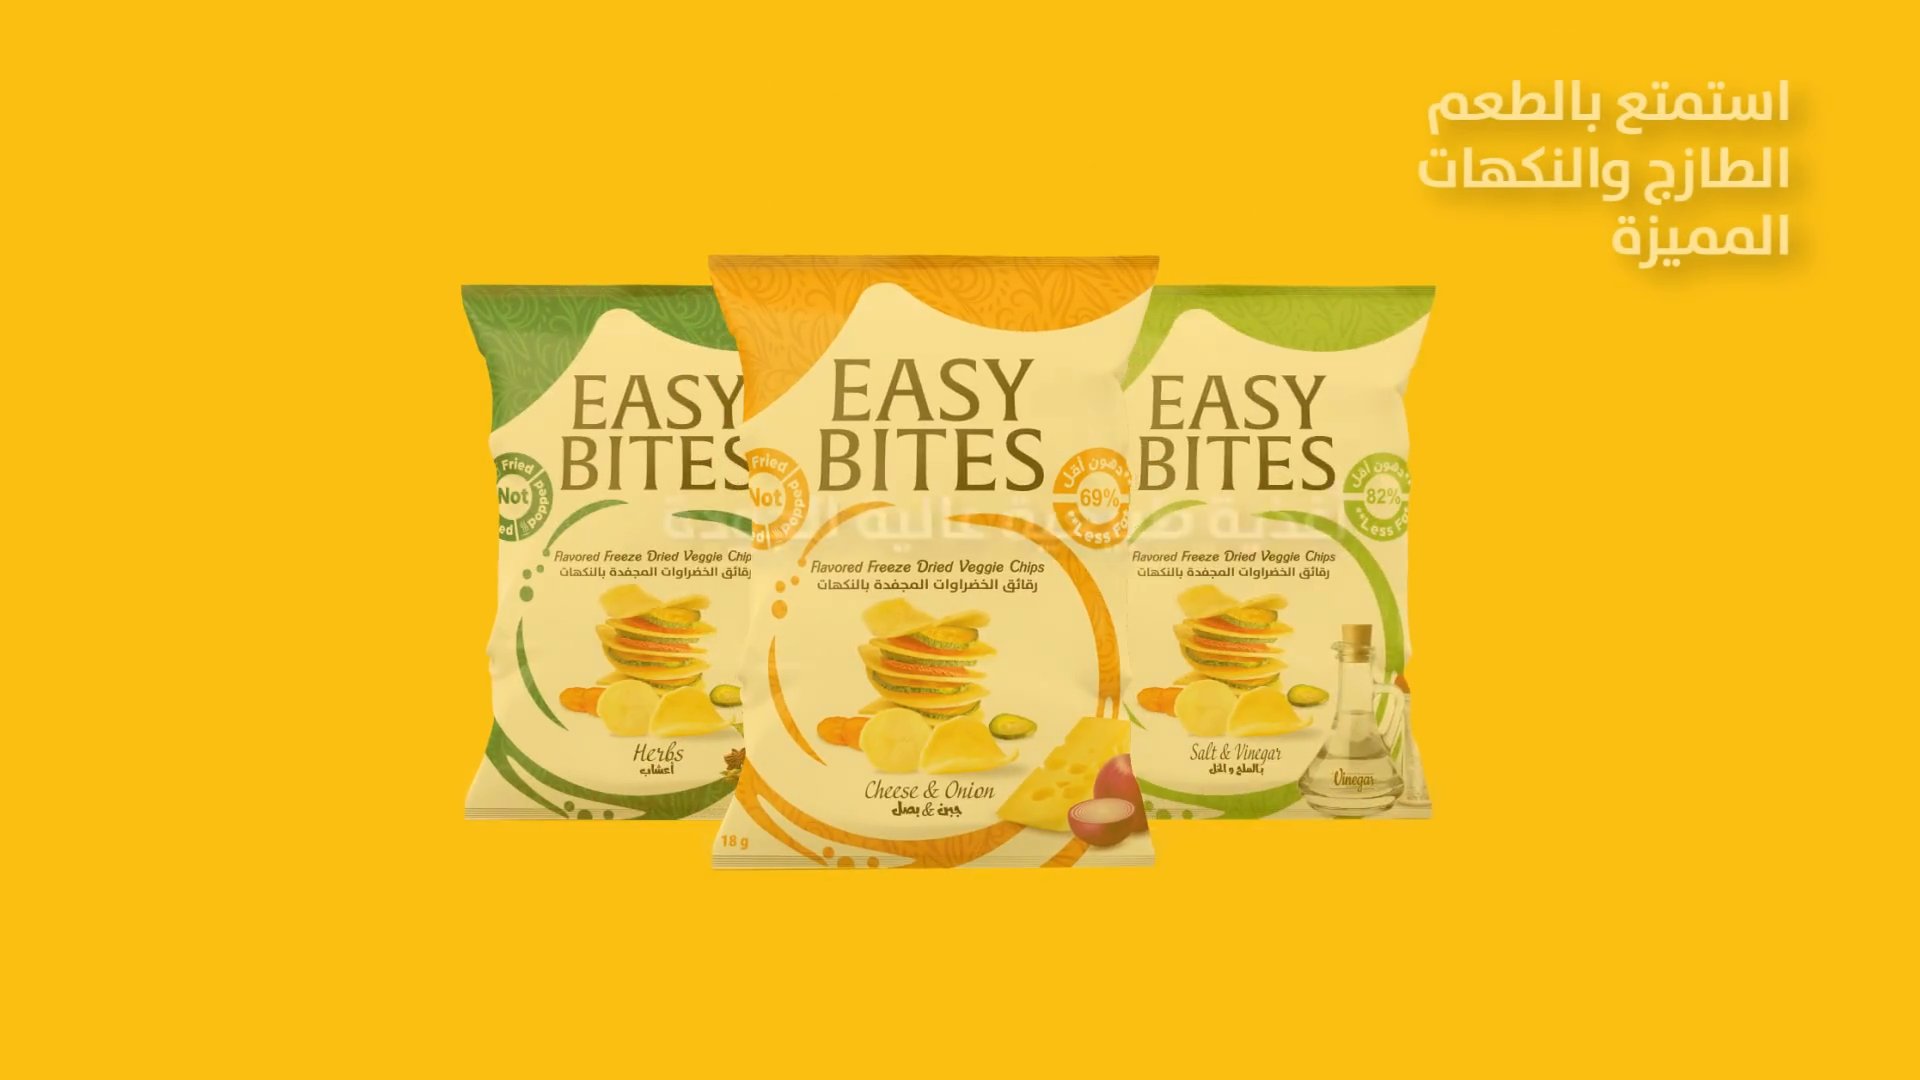 استمتع بالطعم
الطازج والنكهات
المميزة
EASY
BITES
Fried
Not
Popped
Flavored Freeze Dried Veggie Chip
رقائق الخضراوات المجفدة بالنكهات
Herbs
أعشاب
EASY
BITES
Fried
Not
Popped
دهون أقل
69%
Less Fat
Flavored Freeze Dried Veggie Chips
رقائق الخضراوات المجفدة بالنكهات
Cheese & Onion
جبن & بصل
18 g
EASY
BITES
دهون أقل
82%
Less Fat
Flavored Freeze Dried Veggie Chips
رقائق الخضراوات المجفدة بالنكهات
Salt & Vinegar
بالملح و الخل
Vinegar